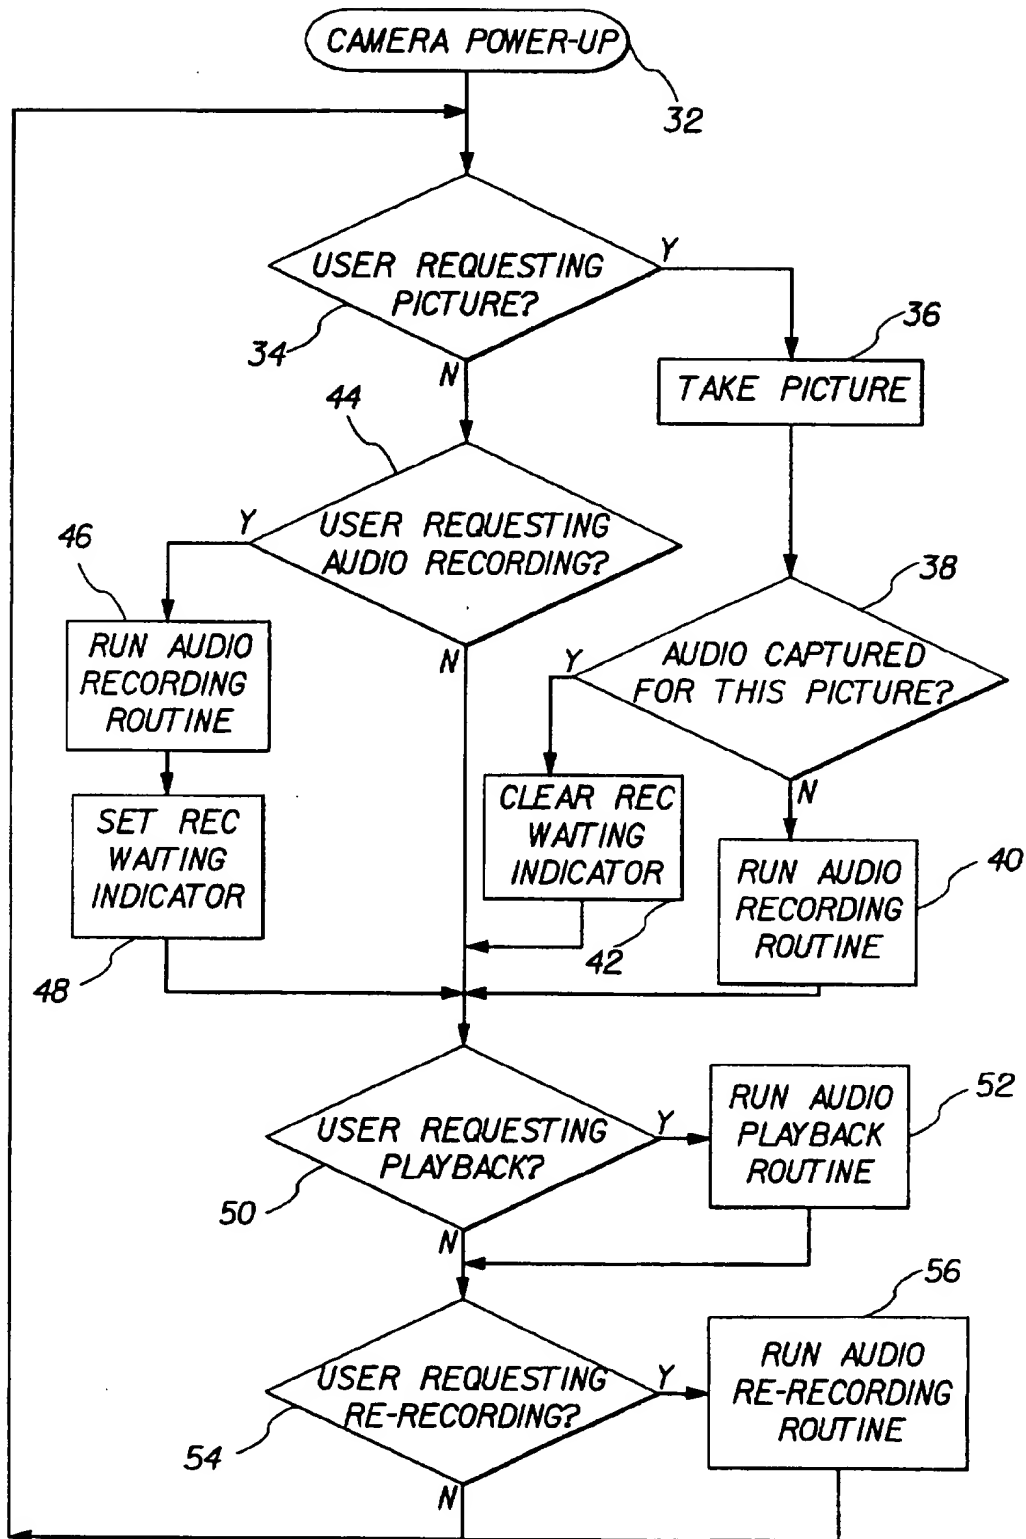 CAMERA POWER-UP
32
USER REQUESTING
PICTURE?
34
Y
N
36
TAKE PICTURE
44
USER REQUESTING
AUDIO RECORDING?
Y
N
46
RUN AUDIO
RECORDING
ROUTINE
SET REC
WAITING
INDICATOR
48
38
AUDIO CAPTURED
FOR THIS PICTURE?
Y
N
CLEAR REC
WAITING
INDICATOR
42
RUN AUDIO
RECORDING
ROUTINE
40
USER REQUESTING
PLAYBACK?
50
Y
N
RUN AUDIO
PLAYBACK
ROUTINE
52
USER REQUESTING
RE-RECORDING?
54
Y
N
56
RUN AUDIO
RE-RECORDING
ROUTINE